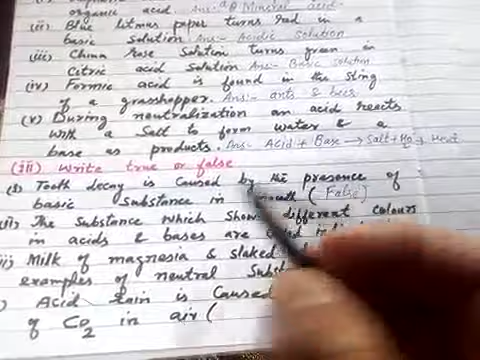 organic acid. Ans:- Mineral acid.
(ii) Blue litmus paper turns red in a
basic solution Ans:- Acidic Solution
(iii) China rose solution turns green in
citric acid solution Ans:- Basic solution
(iv) Formic acid is found in the sting
of a grasshopper. Ans:- ants & bees
(v) During neutralization an acid reacts
with a Salt to form water & a
base as products. Ans:- Acid + Base → Salt + H2O + Heat
(iii) Write true or false
(i) Tooth decay is caused by the presence of
basic substance in mouth ( False )
(ii) The Substance which show different colours
in acids & bases are
Milk of magnesia & slaked
examples of neutral
Acid Rain is Caused
of CO2 in air (